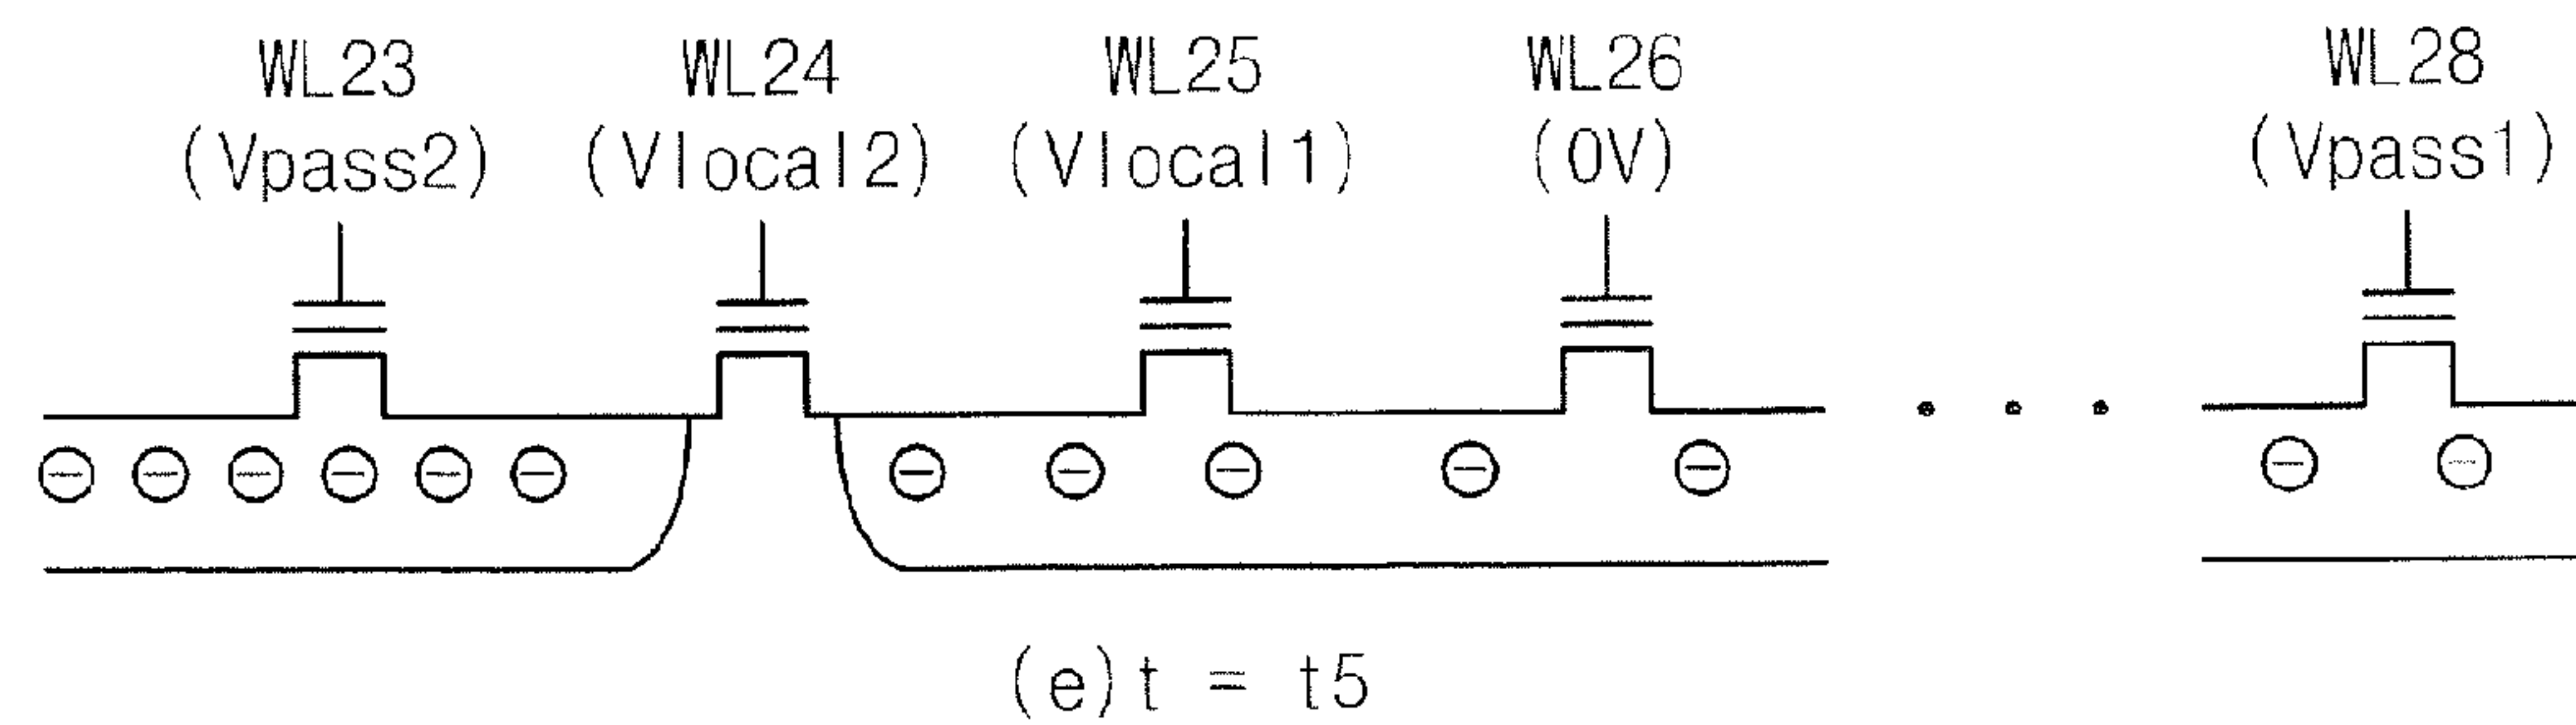 WL23 WL24 WL25 WL26 WL28
(Vpass2) (Vlocal2) (Vlocal1) (0V) (Vpass1)
(e) t = t5